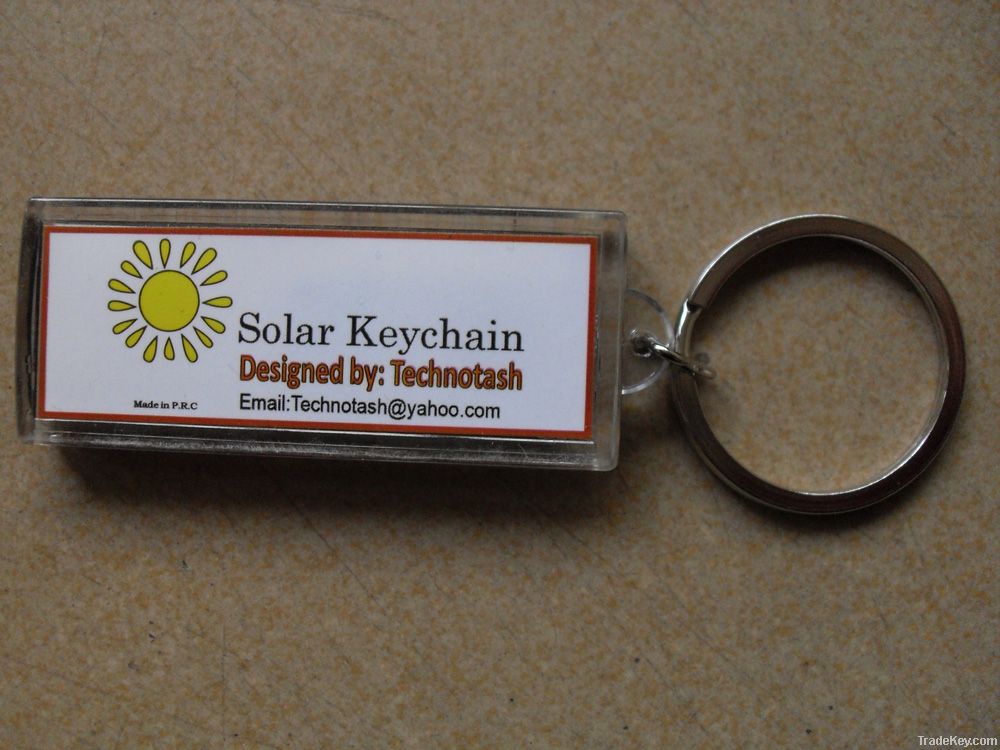 Solar Keychain
Designed by: Technotash
Email:Technotash@yahoo.com
Made in P.R.C
TradeKey.com